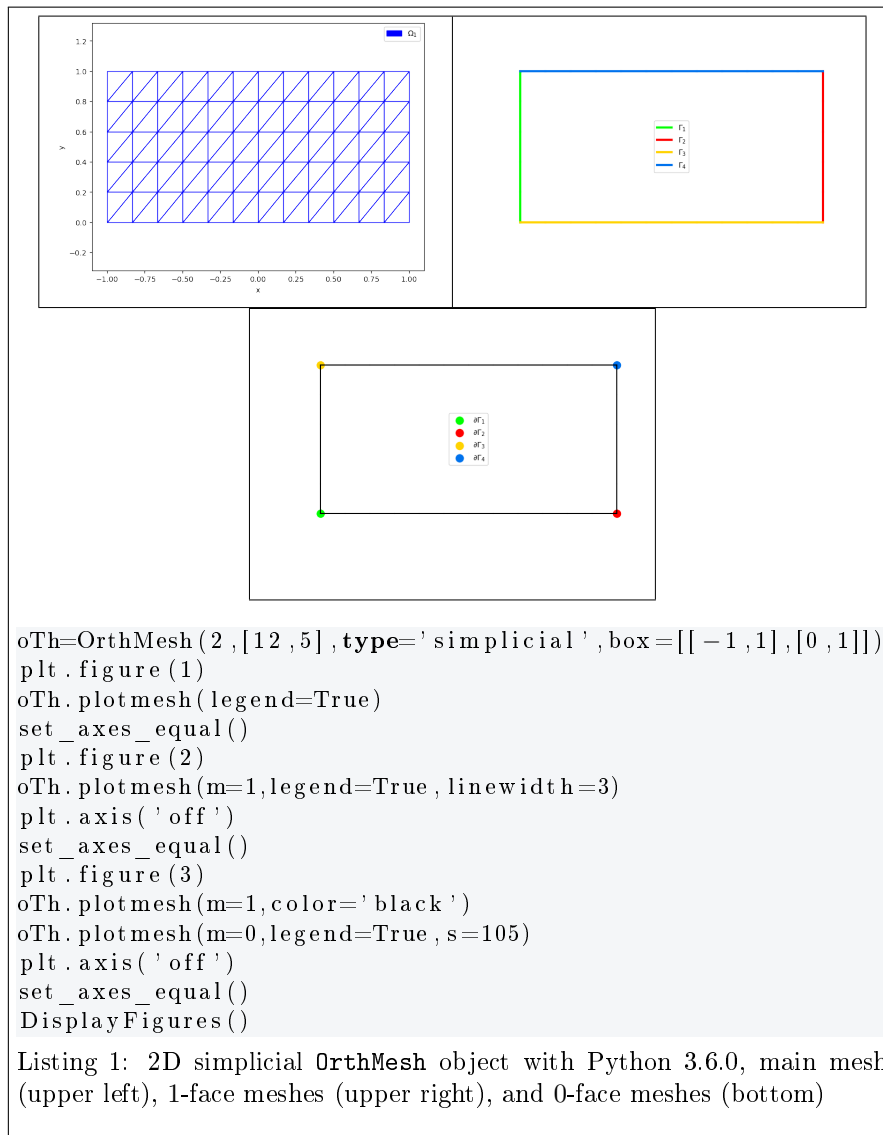 Ω₁
1.2
1.0
0.8
0.6
0.4
0.2
0.0
−0.2
y
−1.00 −0.75 −0.50 −0.25 0.00 0.25 0.50 0.75 1.00
x
Γ₁
Γ₂
Γ₃
Γ₄
∂Γ₁
∂Γ₂
∂Γ₃
∂Γ₄
oTh=OrthMesh(2,[12,5],type='simplicial',box=[[-1,1],[0,1]])
plt.figure(1)
oTh.plotmesh(legend=True)
set_axes_equal()
plt.figure(2)
oTh.plotmesh(m=1,legend=True,linewidth=3)
plt.axis('off')
set_axes_equal()
plt.figure(3)
oTh.plotmesh(m=1,color='black')
oTh.plotmesh(m=0,legend=True,s=105)
plt.axis('off')
set_axes_equal()
DisplayFigures()
Listing 1: 2D simplicial OrthMesh object with Python 3.6.0, main mesh
(upper left), 1-face meshes (upper right), and 0-face meshes (bottom)